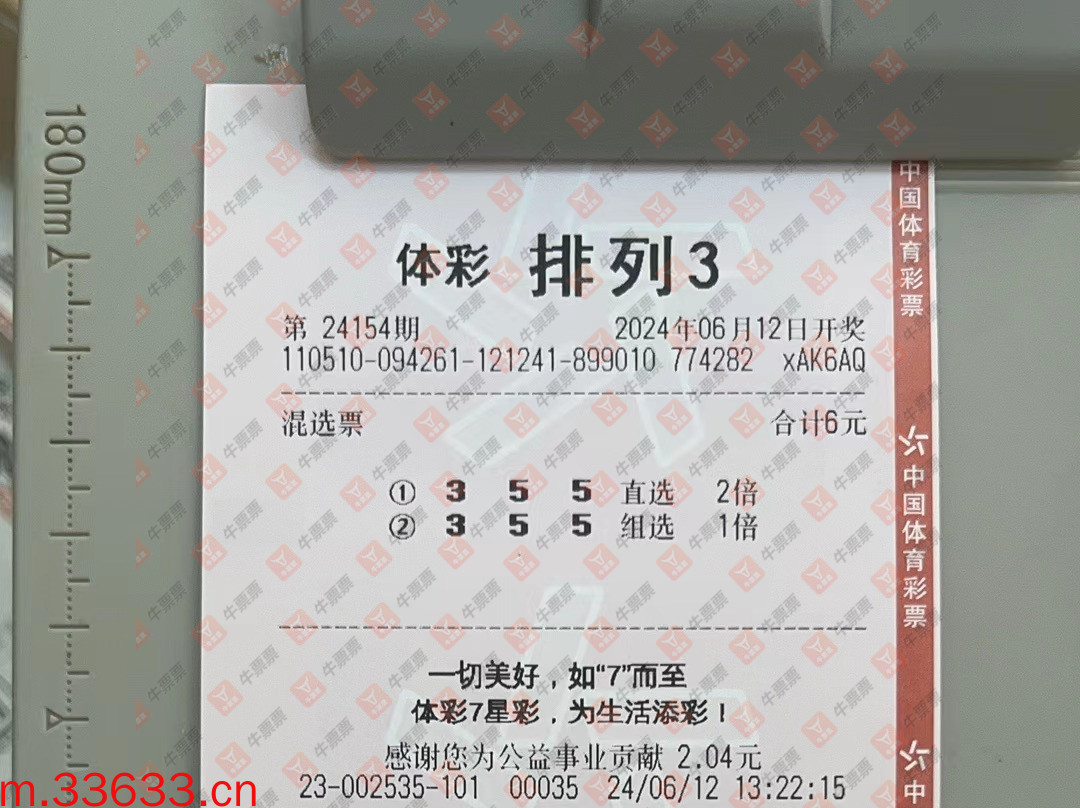 180mm
体彩 排列3
第 24154期 2024年06月12日开奖
110510-094261-121241-899010 774282 xAK6AQ
混选票 合计6元
① 3 5 5 直选 2倍
② 3 5 5 组选 1倍
一切美好，如“7”而至
体彩7星彩，为生活添彩！
感谢您为公益事业贡献 2.04元
23-002535-101 00035 24/06/12 13:22:15
中国体育彩票
中国体育彩票
中
牛票票
m.33633.cn